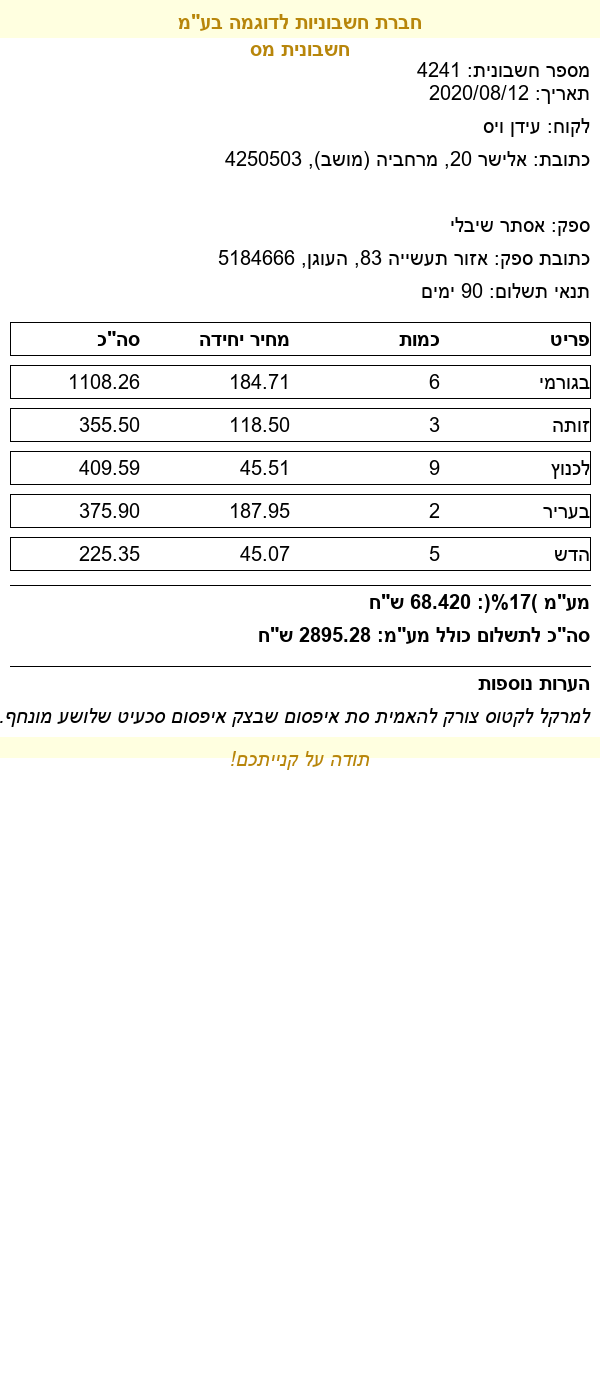 חברת חשבוניות לדוגמה בע"מ
חשבונית מס
מספר חשבונית: 4241
תאריך: 2020/08/12
לקוח: עידן ויס
כתובת: אלישר 20, מרחביה (מושב), 4250503
ספק: אסתר שיבלי
כתובת ספק: אזור תעשייה 83, העוגן, 5184666
תנאי תשלום: 90 ימים
פריט כמות מחיר יחידה סה"כ
בגורמי 6 184.71 1108.26
זותה 3 118.50 355.50
לכנוץ 9 45.51 409.59
בעריר 2 187.95 375.90
הדש 5 45.07 225.35
מע"מ )17%(: 68.420 ש"ח
סה"כ לתשלום כולל מע"מ: 2895.28 ש"ח
הערות נוספות
למרקל לקטוס צורק להאמית סת איפסום שבצק איפסום סכעיט שלושע מונחף.
תודה על קנייתכם!